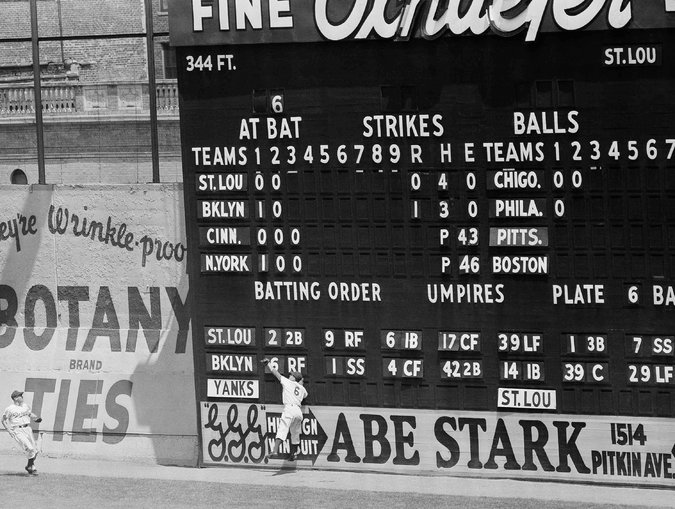 FINE Schaefer
344 FT. ST.LOU
6
AT BAT STRIKES BALLS
TEAMS 1 2 3 4 5 6 7 8 9 R H E TEAMS 1 2 3 4 5 6 7
ST.LOU 0 0 0 4 0 CHIGO. 0 0
BKLYN 1 0 1 3 0 PHILA. 0
CINN. 0 0 0 P 43 PITTS.
N.YORK 1 0 0 P 46 BOSTON
BATTING ORDER UMPIRES PLATE 6 BA
ST.LOU 2 2B 9 RF 6 1B 17 CF 39 LF 1 3B 7 SS
BKLYN 6 RF 1 SS 4 CF 42 2B 14 1B 39 C 29 LF
YANKS ST.LOU
ey're Wrinkle-proo
BOTANY
BRAND
TIES
"GGG" ABE STARK 1514
PITKIN AVE
6